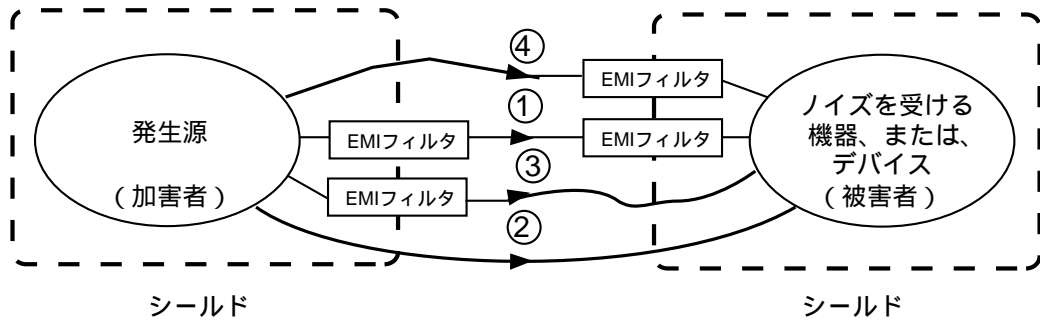 ④
EMIフィルタ
①
発生源
EMIフィルタ
EMIフィルタ
ノイズを受ける
機器、または、
デバイス
③
(加害者)
EMIフィルタ
(被害者)
②
シールド
シールド